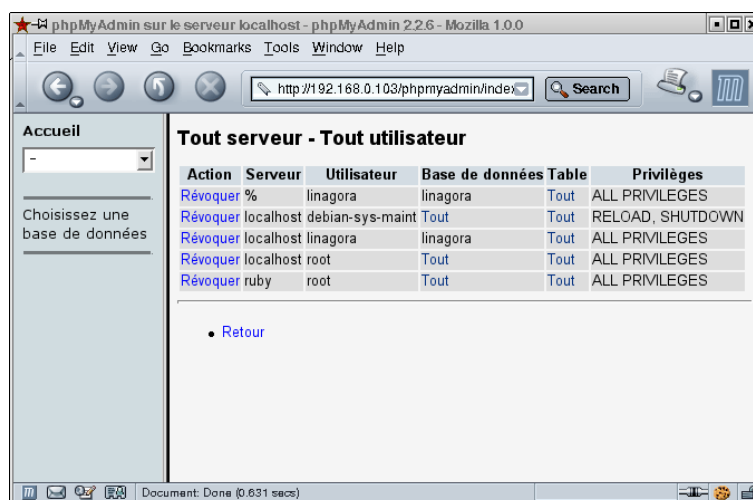 phpMyAdmin sur le serveur localhost - phpMyAdmin 2.2.6 - Mozilla 1.0.0
File Edit View Go Bookmarks Tools Window Help
http://192.168.0.103/phpmyadmin/index Search
Accueil
-
Choisissez une
base de données
Tout serveur - Tout utilisateur
Action Serveur Utilisateur Base de données Table Privilèges
Révoquer % linagora linagora Tout ALL PRIVILEGES
Révoquer localhost debian-sys-maint Tout Tout RELOAD, SHUTDOWN
Révoquer localhost linagora linagora Tout ALL PRIVILEGES
Révoquer localhost root Tout Tout ALL PRIVILEGES
Révoquer ruby root Tout Tout ALL PRIVILEGES
Retour
Document: Done (0.631 secs)